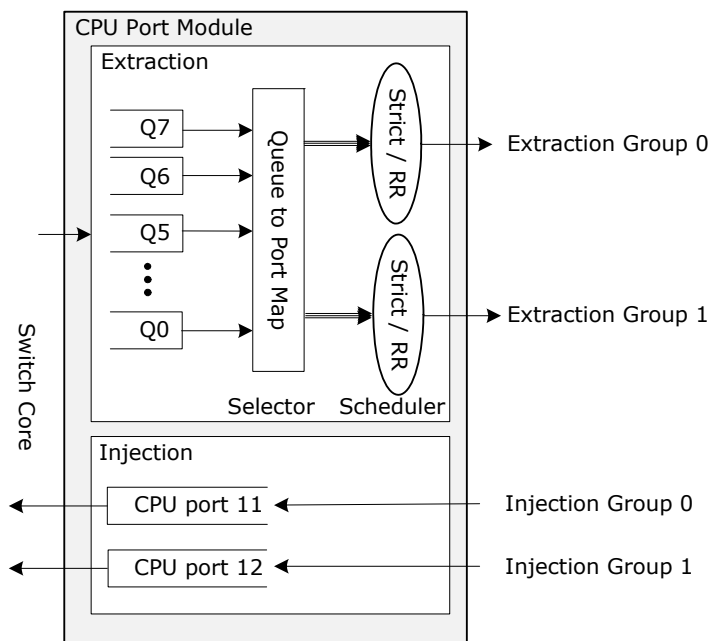 CPU Port Module
Extraction
Q7
Q6
Q5
Q0
Queue to Port Map
Strict / RR
Strict / RR
Extraction Group 0
Extraction Group 1
Selector
Scheduler
Switch Core
Injection
CPU port 11
Injection Group 0
CPU port 12
Injection Group 1